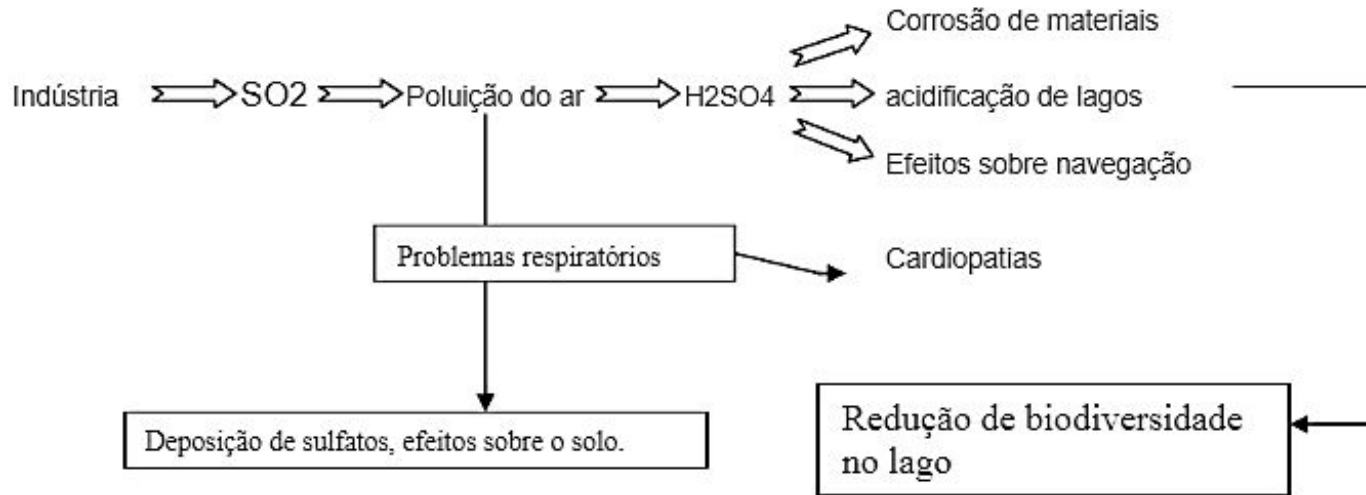 Corrosão de materiais
Indústria SO2 Poluição do ar H2SO4 acidificação de lagos
Efeitos sobre navegação
Problemas respiratórios Cardiopatias
Deposição de sulfatos, efeitos sobre o solo.
Redução de biodiversidade
no lago